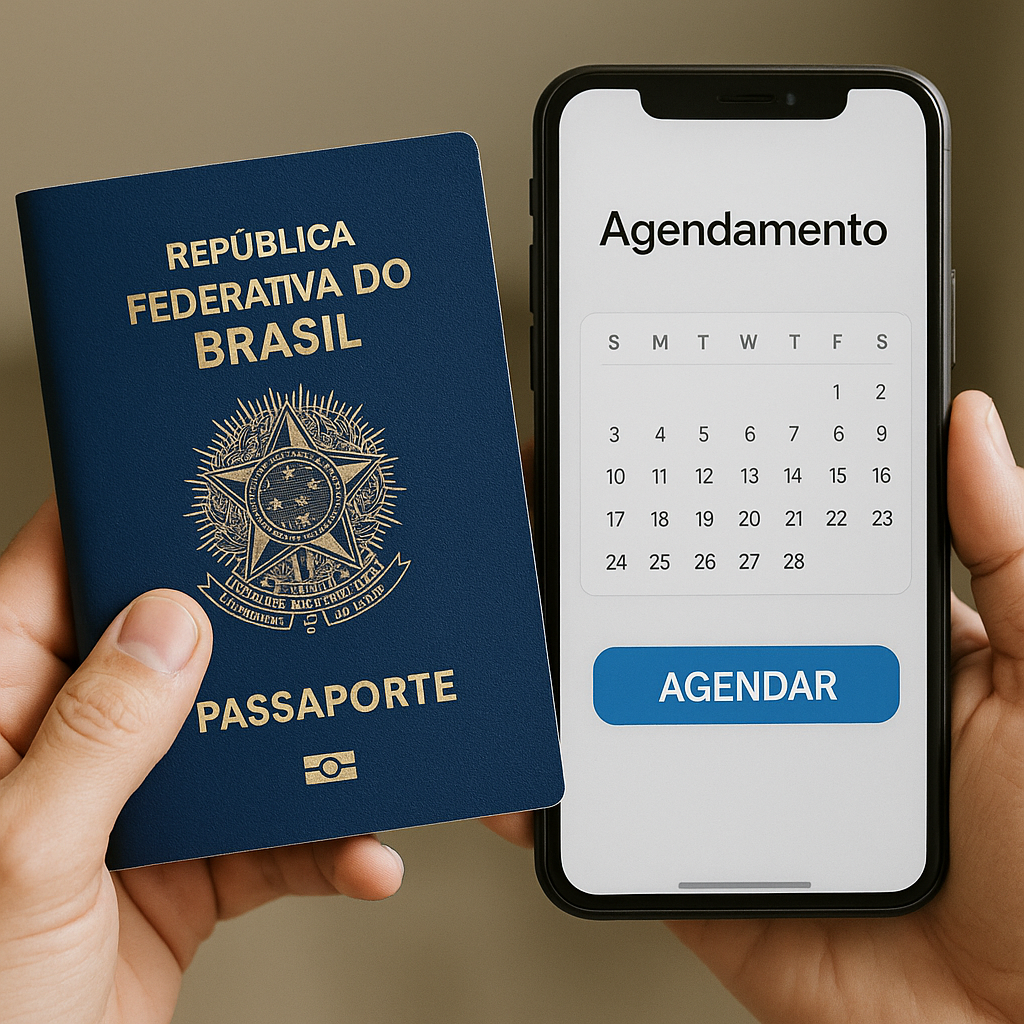 REPÚBLICA
FEDERATIVA DO
BRASIL
PASSAPORTE
Agendamento
S M T W T F S
1 2
3 4 5 6 7 6 9
10 11 12 13 14 15 16
17 18 19 20 21 22 23
24 25 26 27 28
AGENDAR